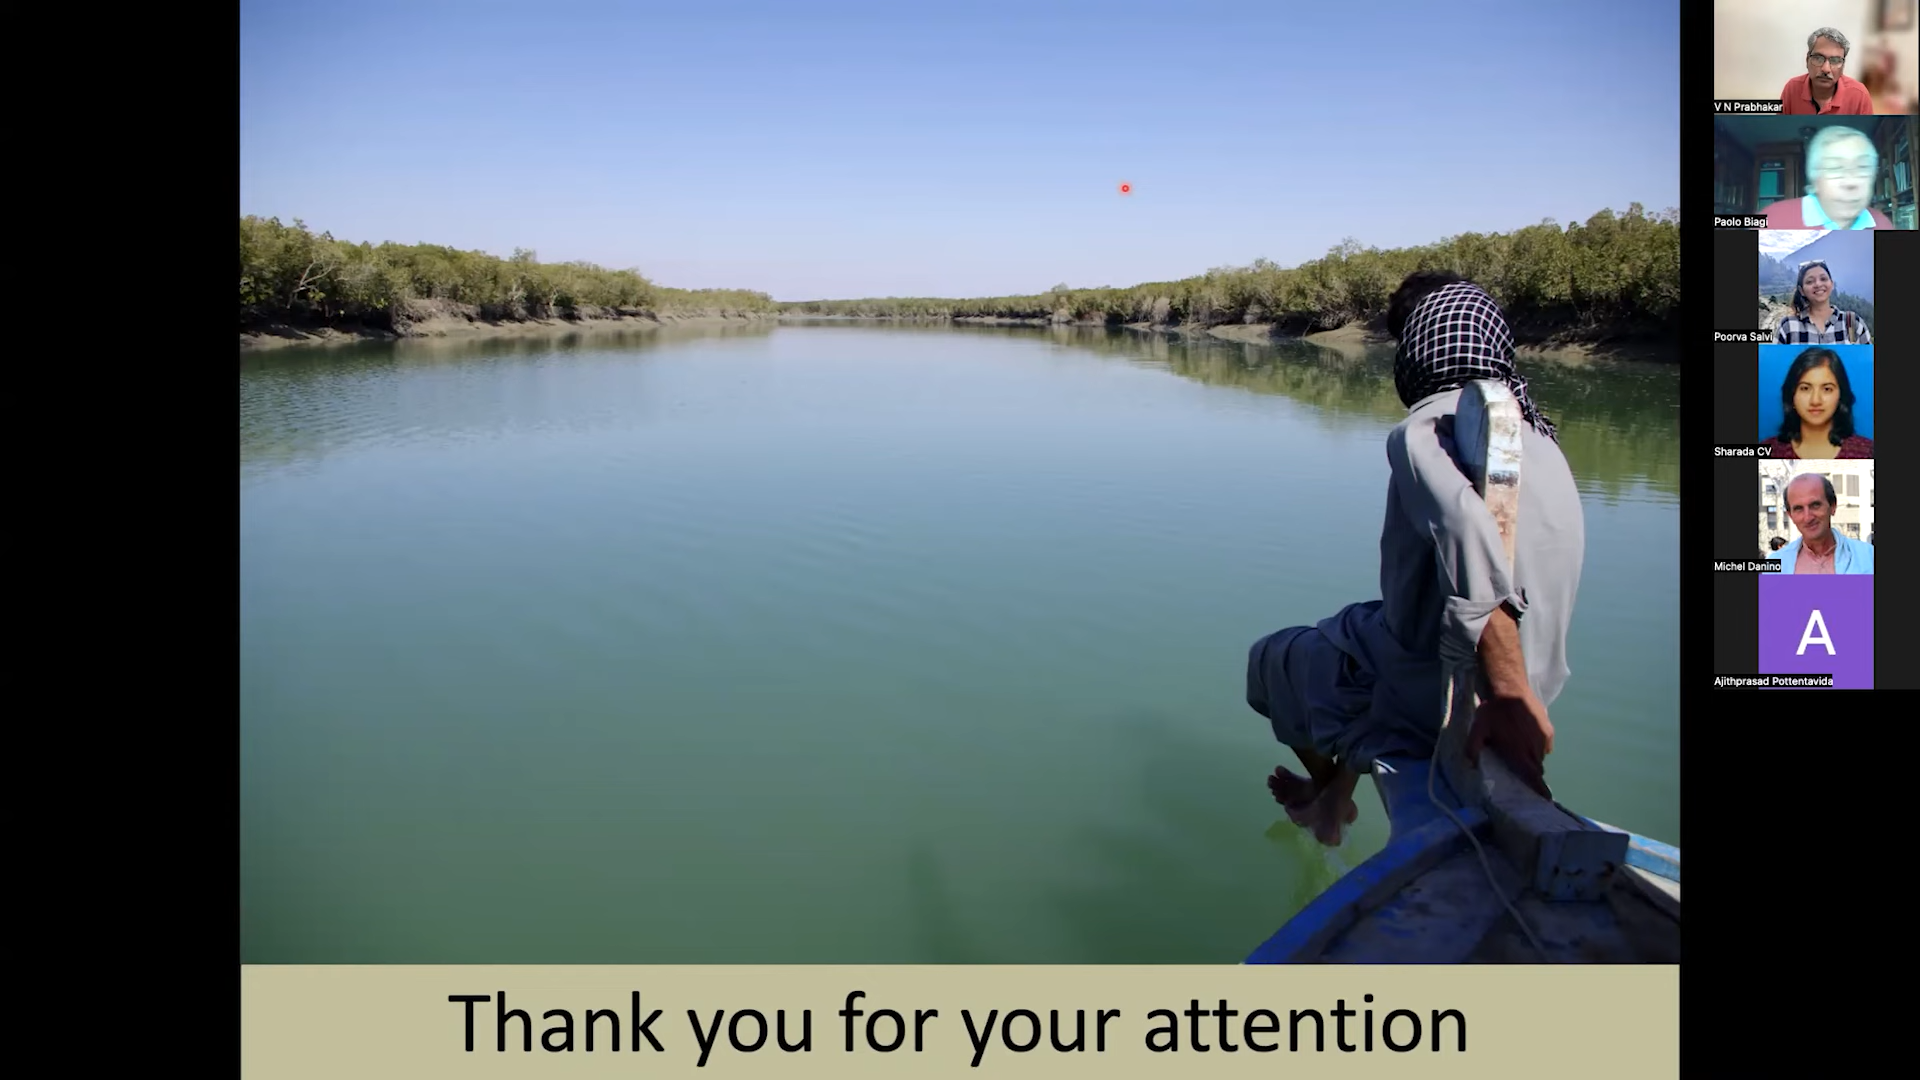 V N Prabhakar
Paolo Biagi
Poorva Salvi
Sharada CV
Michel Danino
A
Ajithprasad Pottentavida
Thank you for your attention